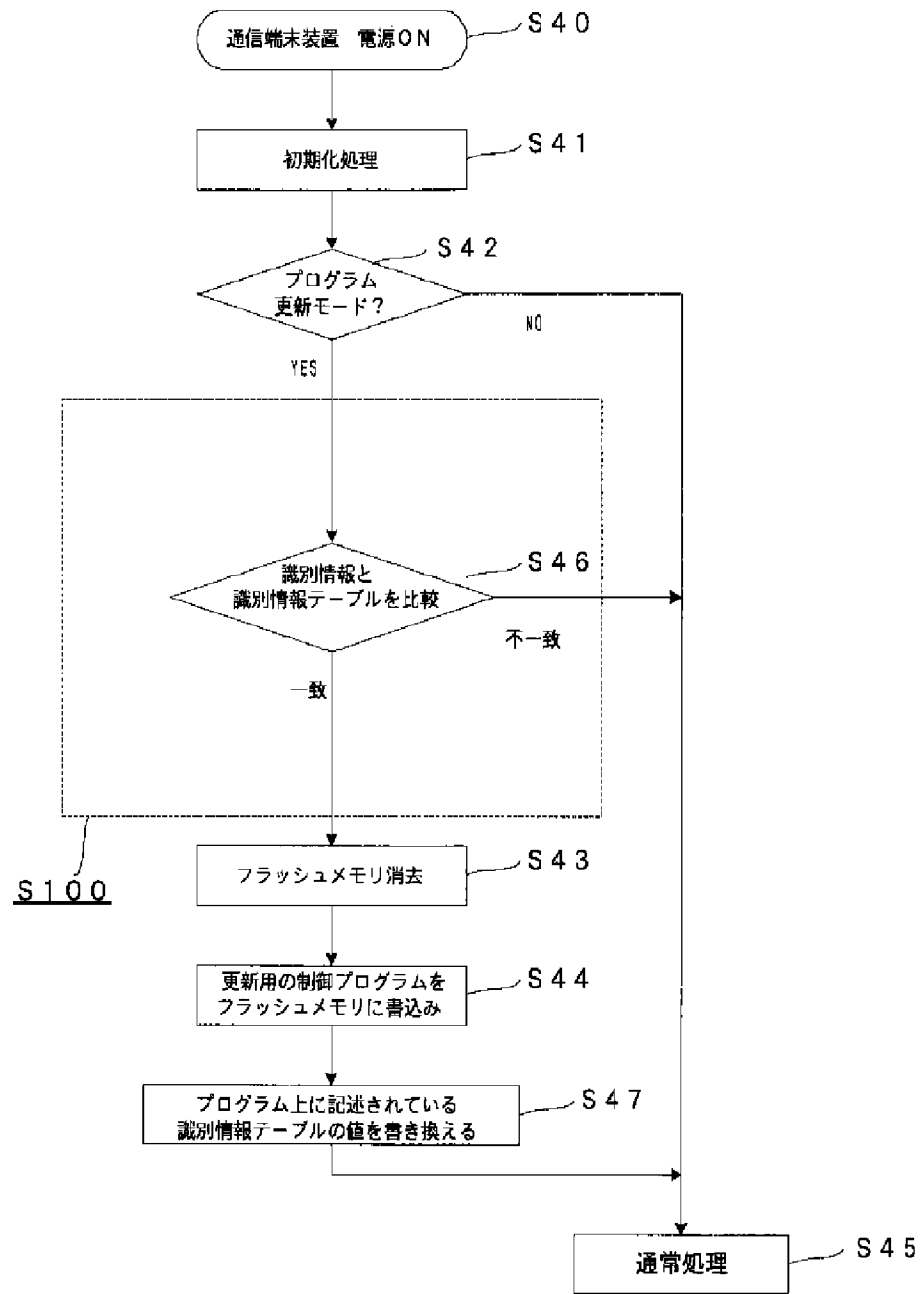 通信端末装置　電源ON
S40
初期化処理
S41
S42
プログラム
更新モード？
NO
YES
S46
識別情報と
識別情報テーブルを比較
不一致
一致
S43
フラッシュメモリ消去
S100
S44
更新用の制御プログラムを
フラッシュメモリに書込み
S47
プログラム上に記述されている
識別情報テーブルの値を書き換える
S45
通常処理